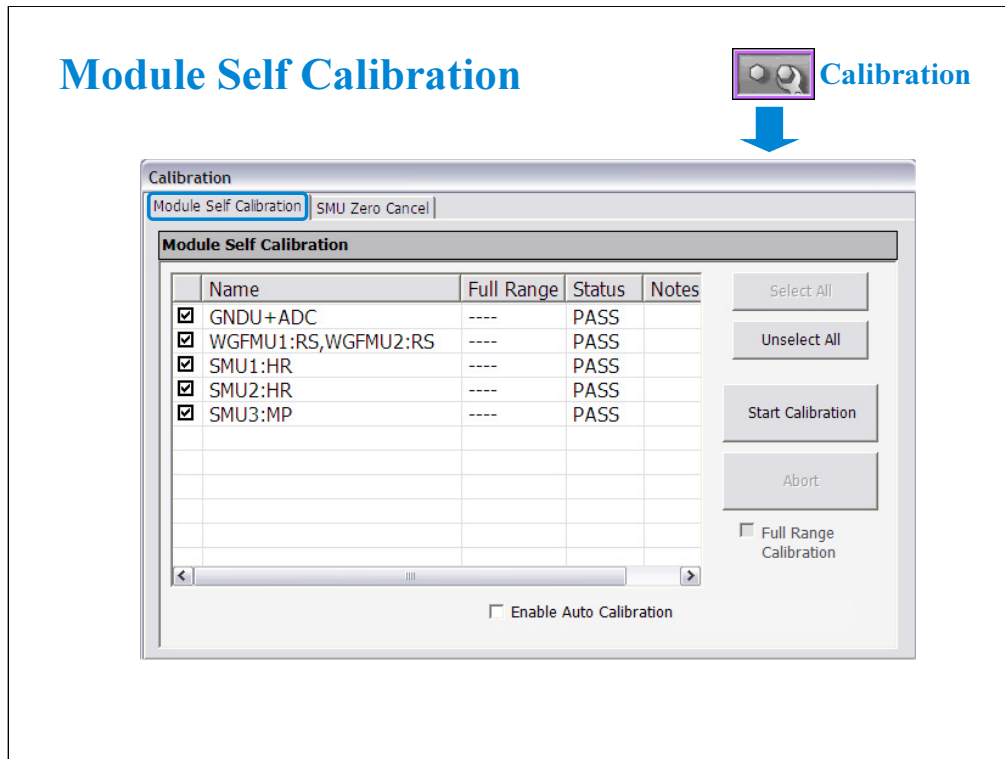 Module Self Calibration
Calibration
Calibration
Module Self Calibration SMU Zero Cancel
Module Self Calibration
Name Full Range Status Notes
GNDU+ADC ---- PASS
WGFMU1:RS,WGFMU2:RS ---- PASS
SMU1:HR ---- PASS
SMU2:HR ---- PASS
SMU3:MP ---- PASS
Select All
Unselect All
Start Calibration
Abort
Full Range
Calibration
Enable Auto Calibration